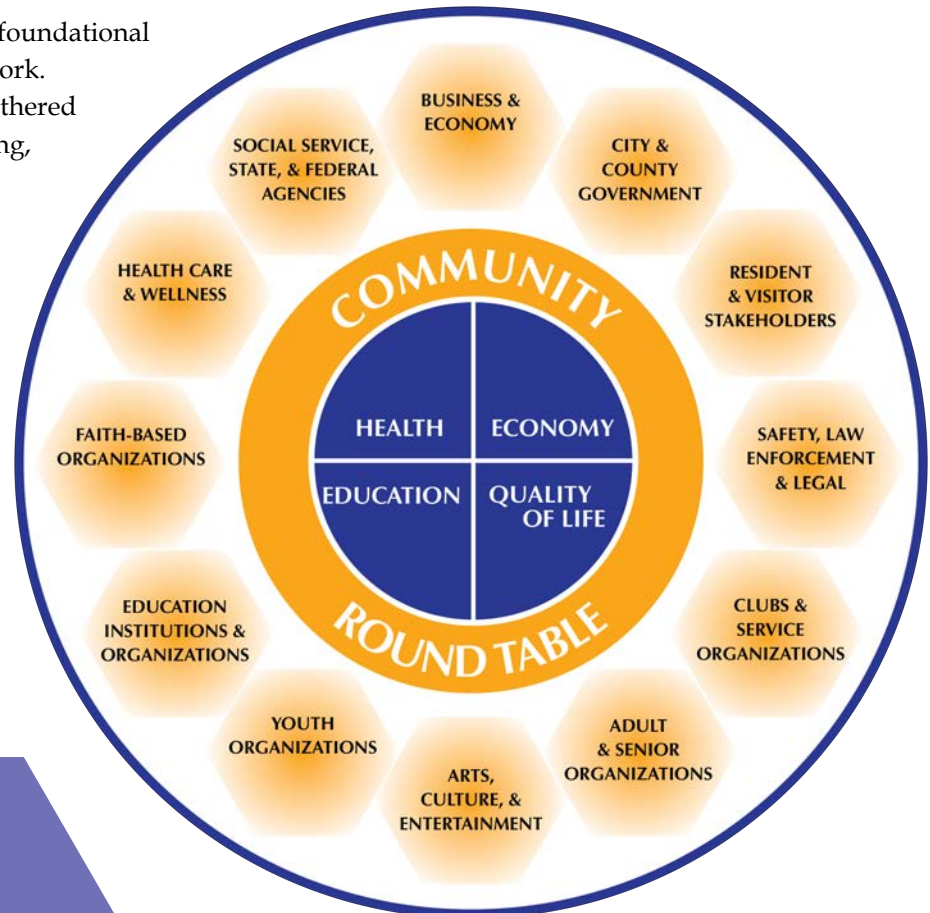 foundational
ork.
thered
ng,
BUSINESS &
ECONOMY
CITY &
COUNTY
GOVERNMENT
RESIDENT
& VISITOR
STAKEHOLDERS
SAFETY, LAW
ENFORCEMENT
& LEGAL
CLUBS &
SERVICE
ORGANIZATIONS
ADULT
& SENIOR
ORGANIZATIONS
ARTS,
CULTURE, &
ENTERTAINMENT
YOUTH
ORGANIZATIONS
EDUCATION
INSTITUTIONS &
ORGANIZATIONS
FAITH-BASED
ORGANIZATIONS
HEALTH CARE
& WELLNESS
SOCIAL SERVICE,
STATE, & FEDERAL
AGENCIES
COMMUNITY
ROUND TABLE
HEALTH
ECONOMY
EDUCATION
QUALITY
OF LIFE